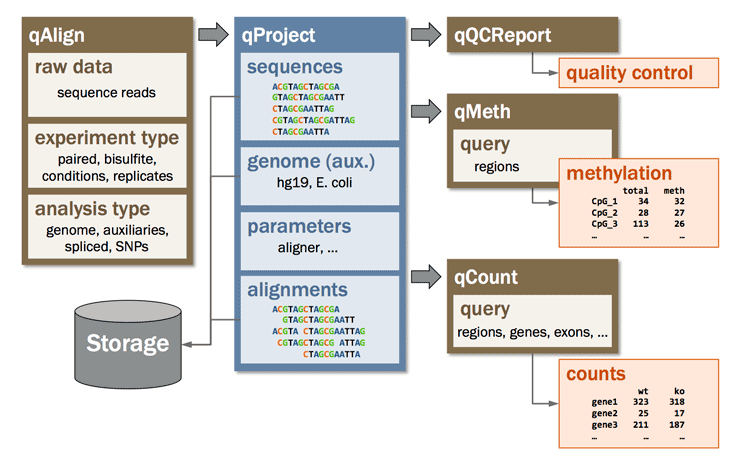 qAlign
raw data
sequence reads
experiment type
paired, bisulfite,
conditions, replicates
analysis type
genome, auxiliaries,
spliced, SNPs
Storage
qProject
sequences
ACGTAGCTAGCGA
GTAGCTAGCGAATT
CTAGCGAATTAG
CGTAGCTAGCGATTAG
CTAGCGAATTA
genome (aux.)
hg19, E. coli
parameters
aligner, ...
alignments
ACGTAGCTAGCGA
GTAGCTAGCGAATT
ACGTA CTAGCGAATTAG
CGTAGCTAGCG ATTAG
CTAGCGAATTA
qQCReport
quality control
qMeth
query
regions
methylation
total meth
CpG_1 34 32
CpG_2 28 27
CpG_3 113 26
… … …
qCount
query
regions, genes, exons, ...
counts
wt ko
gene1 323 318
gene2 25 17
gene3 211 187
… … …